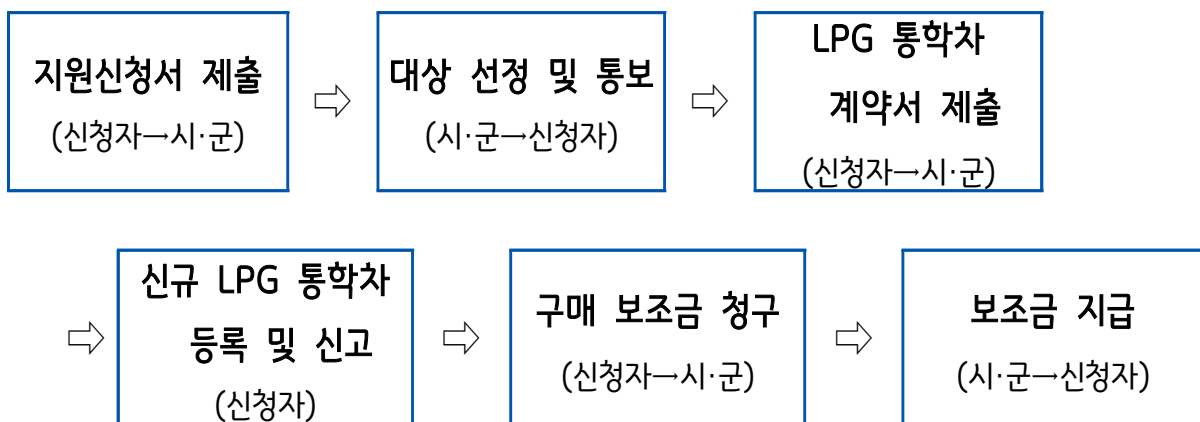 지원신청서 제출
(신청자→시·군)
⇨
대상 선정 및 통보
(시·군→신청자)
⇨
LPG 통학차
계약서 제출
(신청자→시·군)
⇨
신규 LPG 통학차
등록 및 신고
(신청자)
⇨
구매 보조금 청구
(신청자→시·군)
⇨
보조금 지급
(시·군→신청자)